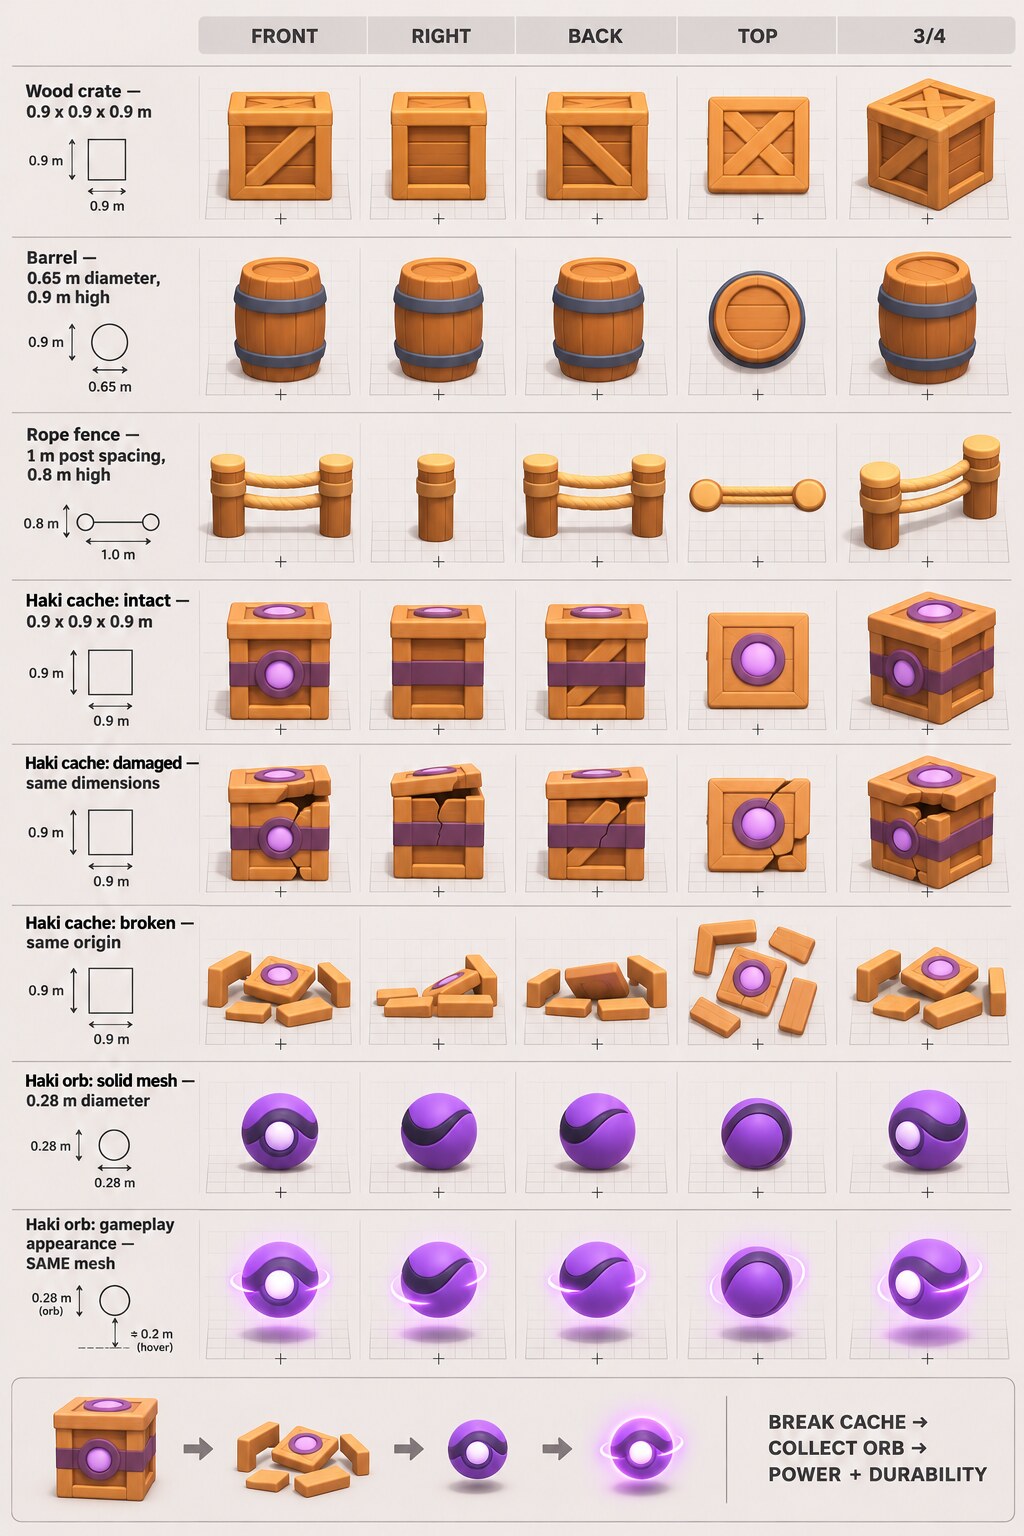 FRONT RIGHT BACK TOP 3/4
Wood crate —
0.9 x 0.9 x 0.9 m
0.9 m
0.9 m
Barrel —
0.65 m diameter,
0.9 m high
0.9 m
0.65 m
Rope fence —
1 m post spacing,
0.8 m high
0.8 m
1.0 m
Haki cache: intact —
0.9 x 0.9 x 0.9 m
0.9 m
0.9 m
Haki cache: damaged —
same dimensions
0.9 m
0.9 m
Haki cache: broken —
same origin
0.9 m
0.9 m
Haki orb: solid mesh —
0.28 m diameter
0.28 m
0.28 m
Haki orb: gameplay
appearance —
SAME mesh
0.28 m
(orb)
≈ 0.2 m
(hover)
BREAK CACHE →
COLLECT ORB →
POWER + DURABILITY